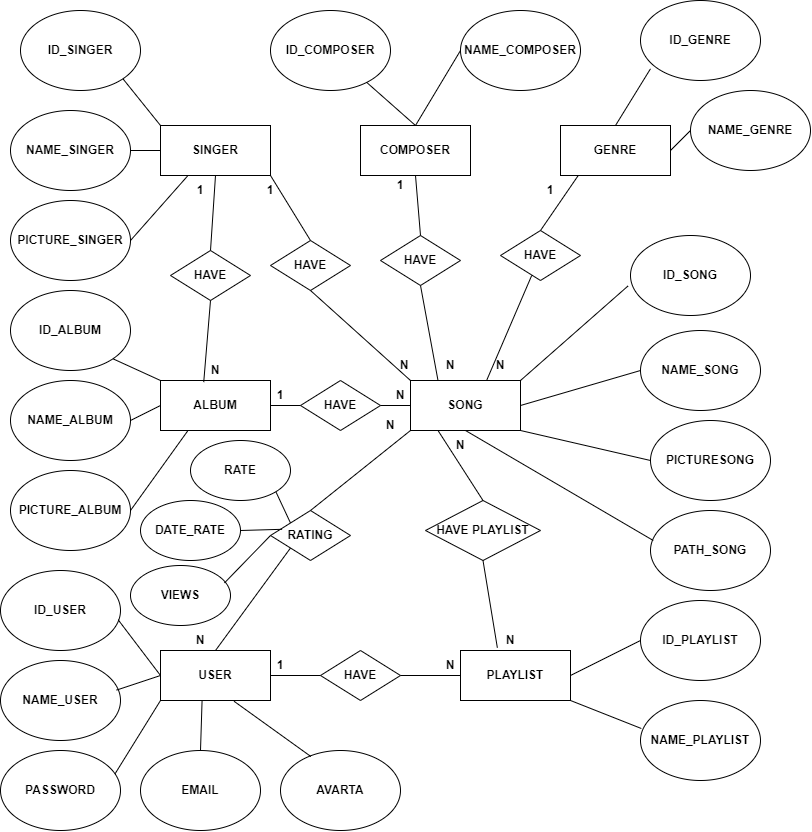 ID_SINGER
ID_COMPOSER
NAME_COMPOSER
ID_GENRE
NAME_GENRE
NAME_SINGER
SINGER
COMPOSER
GENRE
1
1
1
1
PICTURE_SINGER
HAVE
HAVE
HAVE
HAVE
ID_SONG
ID_ALBUM
N
N
N
N
NAME_SONG
ALBUM
1
HAVE
N
SONG
NAME_ALBUM
N
N
PICTURESONG
RATE
PICTURE_ALBUM
DATE_RATE
RATING
HAVE PLAYLIST
PATH_SONG
VIEWS
ID_USER
N
N
ID_PLAYLIST
USER
1
HAVE
N
PLAYLIST
NAME_USER
NAME_PLAYLIST
PASSWORD
EMAIL
AVARTA